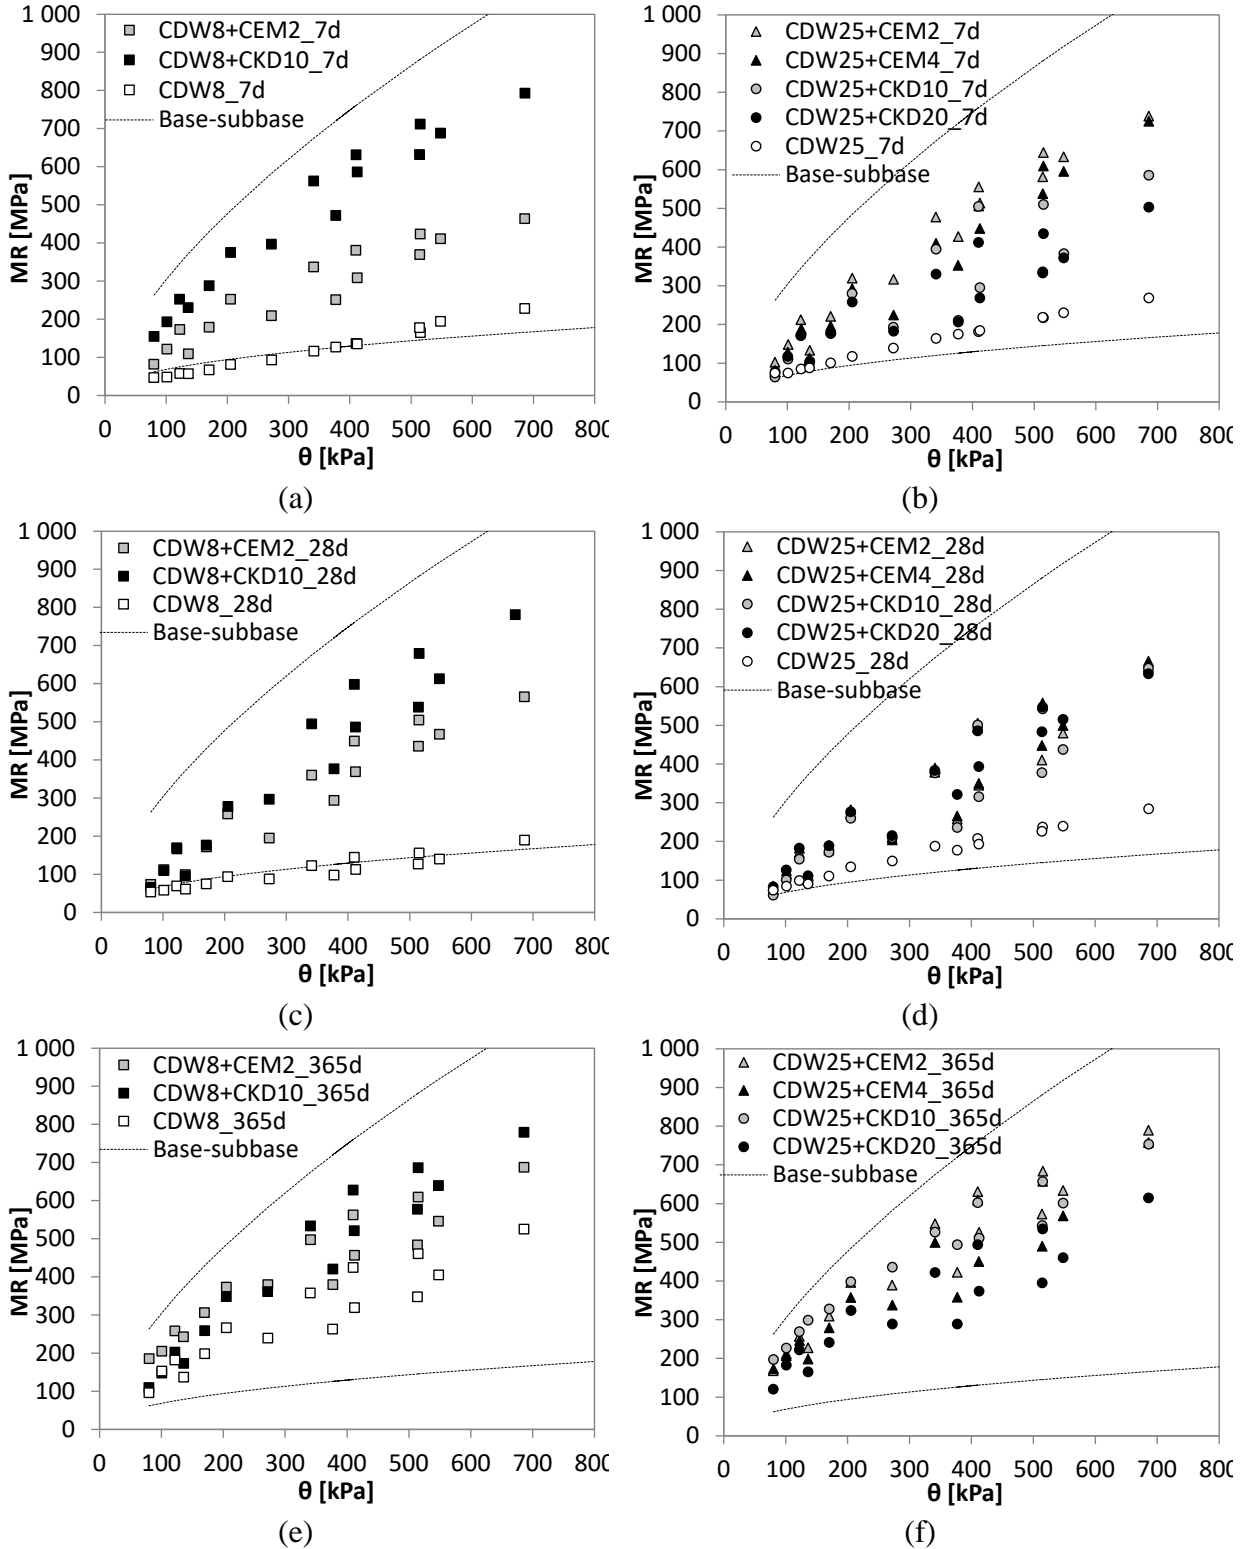 1 000
900
800
700
600
500
400
300
200
100
0
MR [MPa]
CDW8+CEM2_7d
CDW8+CKD10_7d
CDW8_7d
Base-subbase
0 100 200 300 400 500 600 700 800
θ [kPa]
(a)
1 000
900
800
700
600
500
400
300
200
100
0
MR [MPa]
CDW25+CEM2_7d
CDW25+CEM4_7d
CDW25+CKD10_7d
CDW25+CKD20_7d
CDW25_7d
Base-subbase
0 100 200 300 400 500 600 700 800
θ [kPa]
(b)
1 000
900
800
700
600
500
400
300
200
100
0
MR [MPa]
CDW8+CEM2_28d
CDW8+CKD10_28d
CDW8_28d
Base-subbase
0 100 200 300 400 500 600 700 800
θ [kPa]
(c)
1 000
900
800
700
600
500
400
300
200
100
0
MR [MPa]
CDW25+CEM2_28d
CDW25+CEM4_28d
CDW25+CKD10_28d
CDW25+CKD20_28d
CDW25_28d
Base-subbase
0 100 200 300 400 500 600 700 800
θ [kPa]
(d)
1 000
900
800
700
600
500
400
300
200
100
0
MR [MPa]
CDW8+CEM2_365d
CDW8+CKD10_365d
CDW8_365d
Base-subbase
0 100 200 300 400 500 600 700 800
θ [kPa]
(e)
1 000
900
800
700
600
500
400
300
200
100
0
MR [MPa]
CDW25+CEM2_365d
CDW25+CEM4_365d
CDW25+CKD10_365d
CDW25+CKD20_365d
Base-subbase
0 100 200 300 400 500 600 700 800
θ [kPa]
(f)